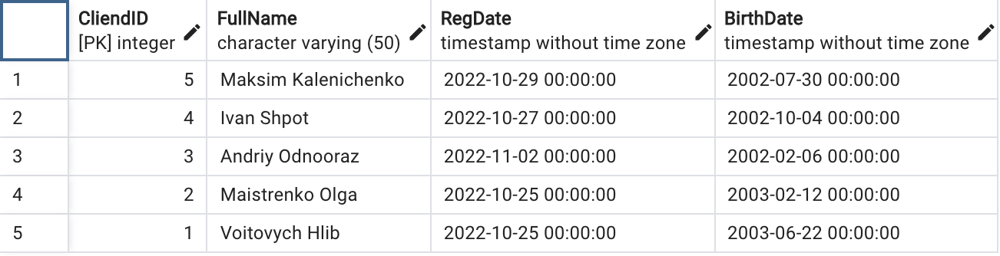 CliendID FullName RegDate BirthDate
[PK] integer character varying (50) timestamp without time zone timestamp without time zone
1 5 Maksim Kalenichenko 2022-10-29 00:00:00 2002-07-30 00:00:00
2 4 Ivan Shpot 2022-10-27 00:00:00 2002-10-04 00:00:00
3 3 Andriy Odnooraz 2022-11-02 00:00:00 2002-02-06 00:00:00
4 2 Maistrenko Olga 2022-10-25 00:00:00 2003-02-12 00:00:00
5 1 Voitovych Hlib 2022-10-25 00:00:00 2003-06-22 00:00:00